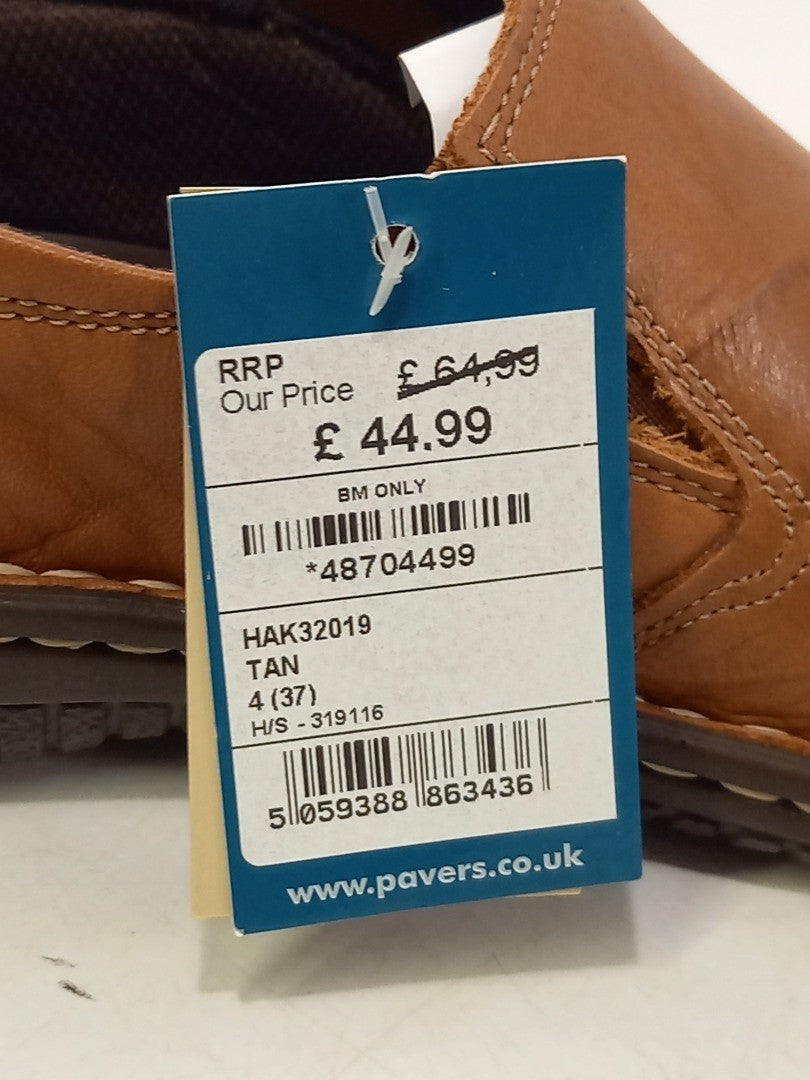 RRP £ 64,99
Our Price
£ 44.99
BM ONLY
*48704499
HAK32019
TAN
4 (37)
H/S - 319116
5 059388 863436
www.pavers.co.uk